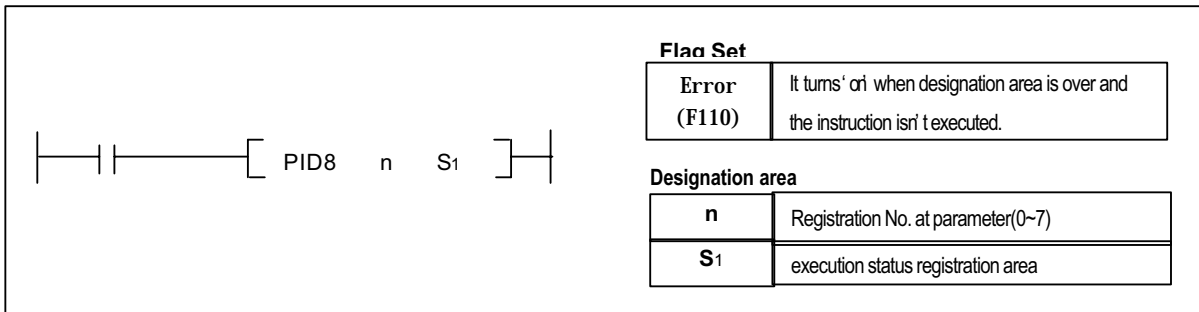 Flag Set
Error
(F110)
It turns‘ on’ when designation area is over and
the instruction isn’ t executed.
PID8 n S1
Designation area
n
Registration No. at parameter(0~7)
S1
execution status registration area